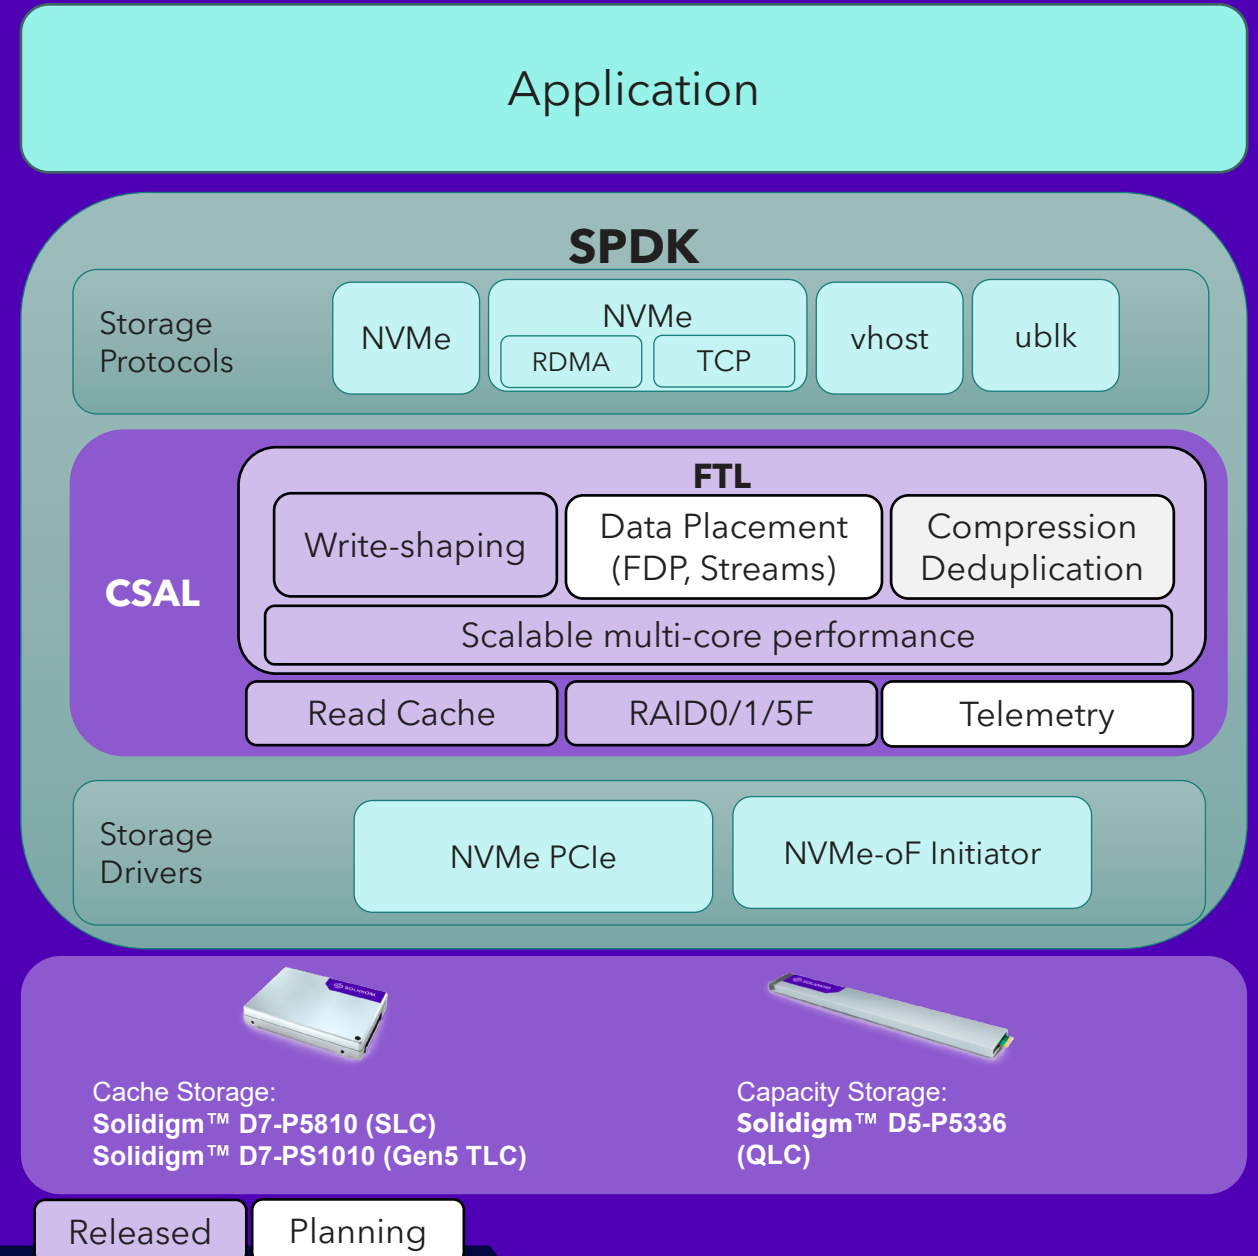 Application
SPDK
Storage
Protocols
NVMe
NVMe
RDMA
TCP
vhost
ublk
CSAL
FTL
Write-shaping
Data Placement
(FDP, Streams)
Compression
Deduplication
Scalable multi-core performance
Read Cache
RAID0/1/5F
Telemetry
Storage
Drivers
NVMe PCIe
NVMe-oF Initiator
SOLIDIGM
SOLIDIGM
Cache Storage:
Solidigm™ D7-P5810 (SLC)
Solidigm™ D7-PS1010 (Gen5 TLC)
Capacity Storage:
Solidigm™ D5-P5336
(QLC)
Released
Planning